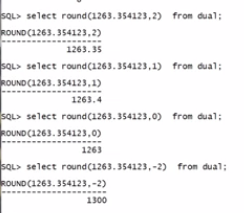 SQL> select round(1263.354123,2)  from dual;
ROUND(1263.354123,2)
--------------------
1263.35
SQL> select round(1263.354123,1)  from dual;
ROUND(1263.354123,1)
--------------------
1263.4
SQL> select round(1263.354123,0)  from dual;
ROUND(1263.354123,0)
--------------------
1263
SQL> select round(1263.354123,-2)  from dual;
ROUND(1263.354123,-2)
---------------------
1300